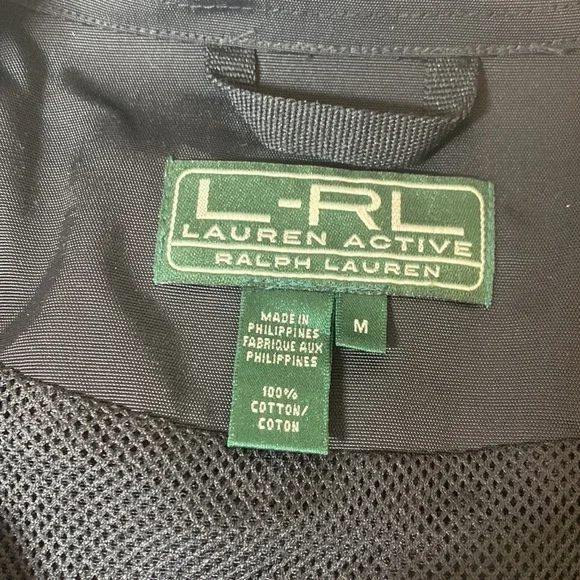 L-RL
LAUREN ACTIVE
RALPH LAUREN
MADE IN
PHILIPPINES
FABRIQUE AUX
PHILIPPINES
100%
COTTON/
COTON
M